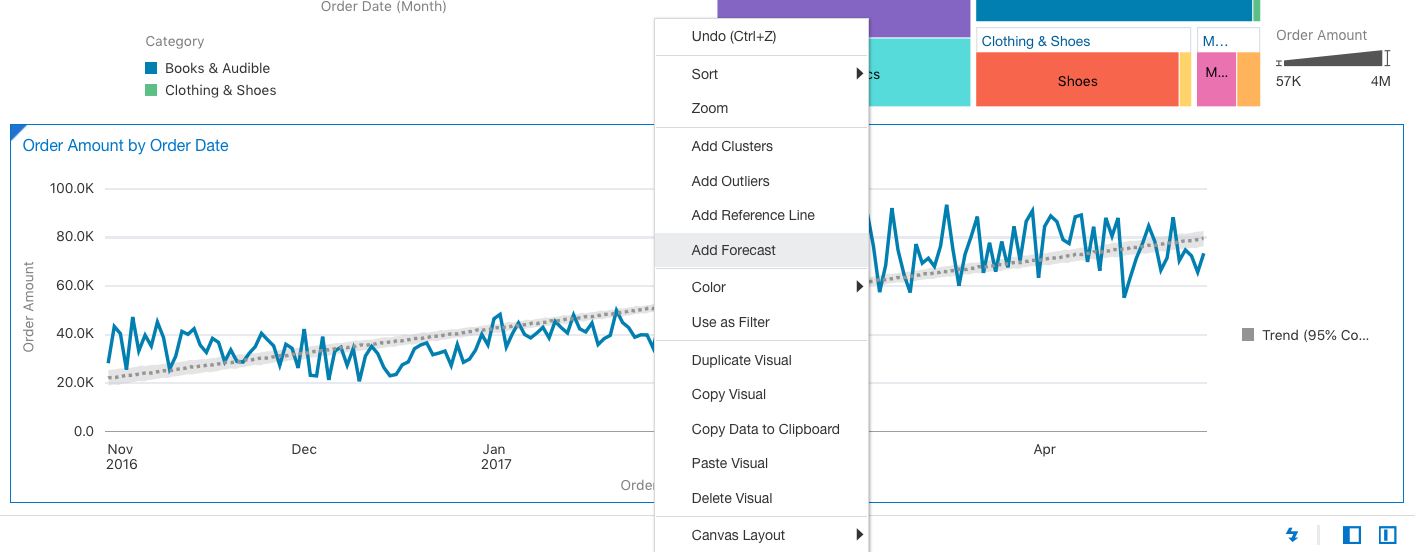 Order Date (Month)
Category
Books & Audible
Clothing & Shoes
Clothing & Shoes
M...
Shoes
M...
Order Amount
57K
4M
Order Amount by Order Date
Order Amount
100.0K
80.0K
60.0K
40.0K
20.0K
0.0
Nov
2016
Dec
Jan
2017
Apr
Trend (95% Co...
Undo (Ctrl+Z)
Sort
Zoom
Add Clusters
Add Outliers
Add Reference Line
Add Forecast
Color
Use as Filter
Duplicate Visual
Copy Visual
Copy Data to Clipboard
Paste Visual
Delete Visual
Canvas Layout